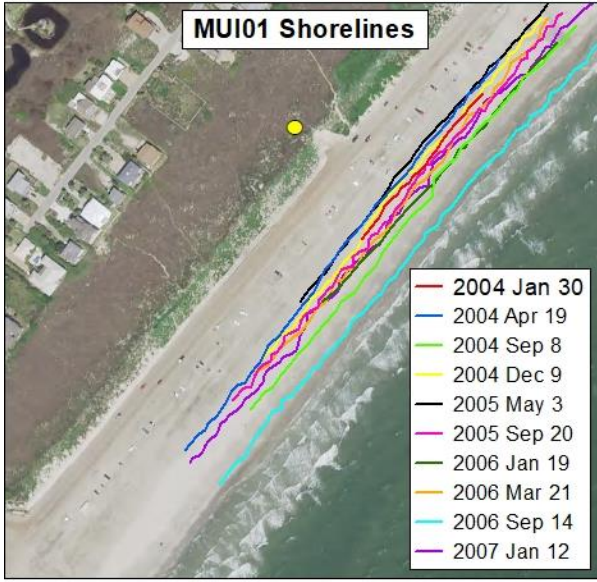 MUI01 Shorelines
2004 Jan 30
2004 Apr 19
2004 Sep 8
2004 Dec 9
2005 May 3
2005 Sep 20
2006 Jan 19
2006 Mar 21
2006 Sep 14
2007 Jan 12